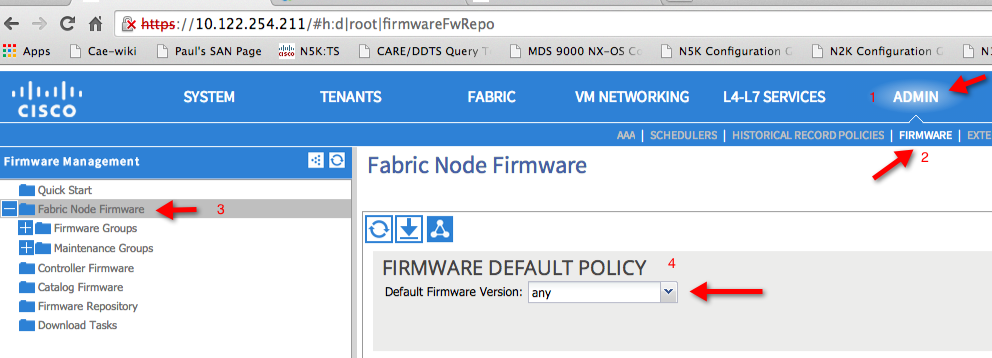 https://10.122.254.211/#h:d|root|firmwareFwRepo
Apps Cae-wiki Paul's SAN Page N5K:TS CARE/DDTS Query T MDS 9000 NX-OS Co N5K Configuration G N2K Configuration G N
CISCO
SYSTEM TENANTS FABRIC VM NETWORKING L4-L7 SERVICES 1 ADMIN
AAA | SCHEDULERS | HISTORICAL RECORD POLICIES | FIRMWARE | EXTE
2
Firmware Management
Quick Start
Fabric Node Firmware 3
Firmware Groups
Maintenance Groups
Controller Firmware
Catalog Firmware
Firmware Repository
Download Tasks
Fabric Node Firmware
FIRMWARE DEFAULT POLICY 4
Default Firmware Version: any